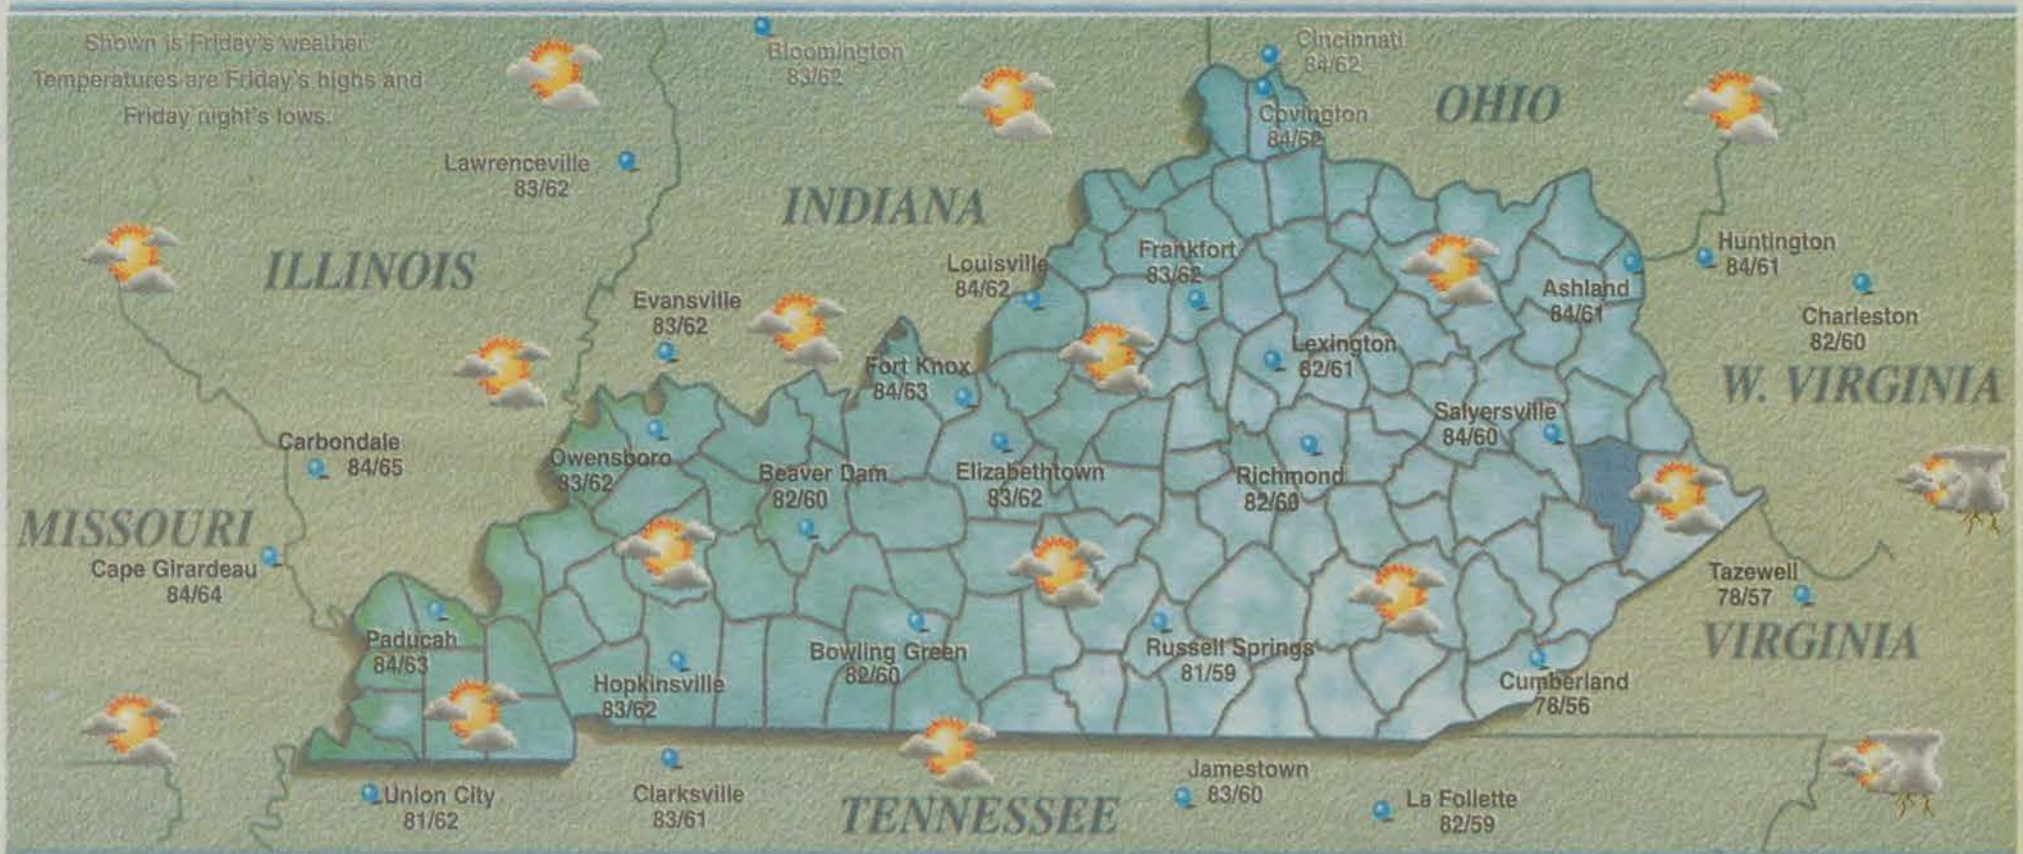 Shown is Friday's weather.
Temperatures are Friday's highs and
Friday night's lows.
Bloomington
83/62
Cincinnati
84/62
Covington
84/62
OHIO
Lawrenceville
83/62
INDIANA
ILLINOIS
Louisville
84/62
Frankfort
83/62
Huntington
84/61
Ashland
84/61
Charleston
82/60
Evansville
83/62
Lexington
82/61
Fort Knox
84/63
W. VIRGINIA
Salyersville
84/60
Carbondale
84/65
Owensboro
83/62
Beaver Dam
82/60
Elizabethtown
83/62
Richmond
82/60
MISSOURI
Cape Girardeau
84/64
Tazewell
78/57
VIRGINIA
Paducah
84/63
Bowling Green
82/60
Russell Springs
81/59
Hopkinsville
83/62
Cumberland
78/56
Union City
81/62
Clarksville
83/61
TENNESSEE
Jamestown
83/60
La Follette
82/59